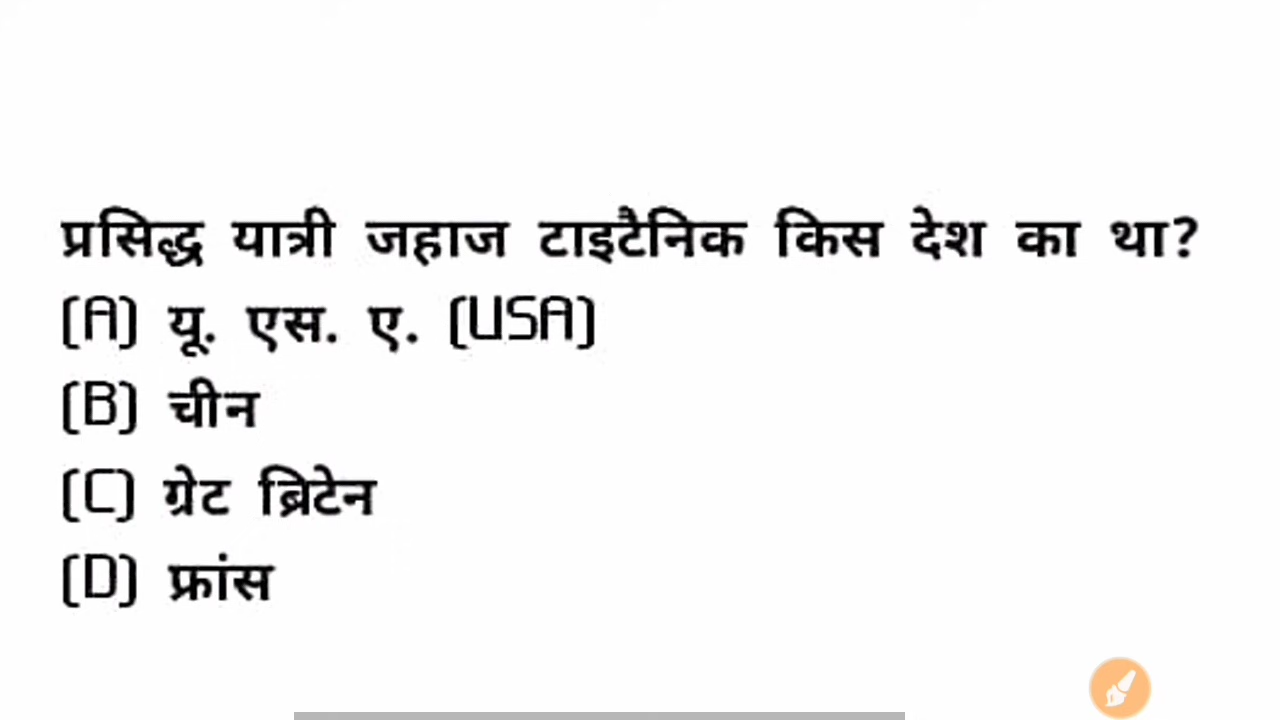 प्रसिद्ध यात्री जहाज टाइटैनिक किस देश का था?
(A) यू. एस. ए. (USA)
(B) चीन
(C) ग्रेट ब्रिटेन
(D) फ्रांस